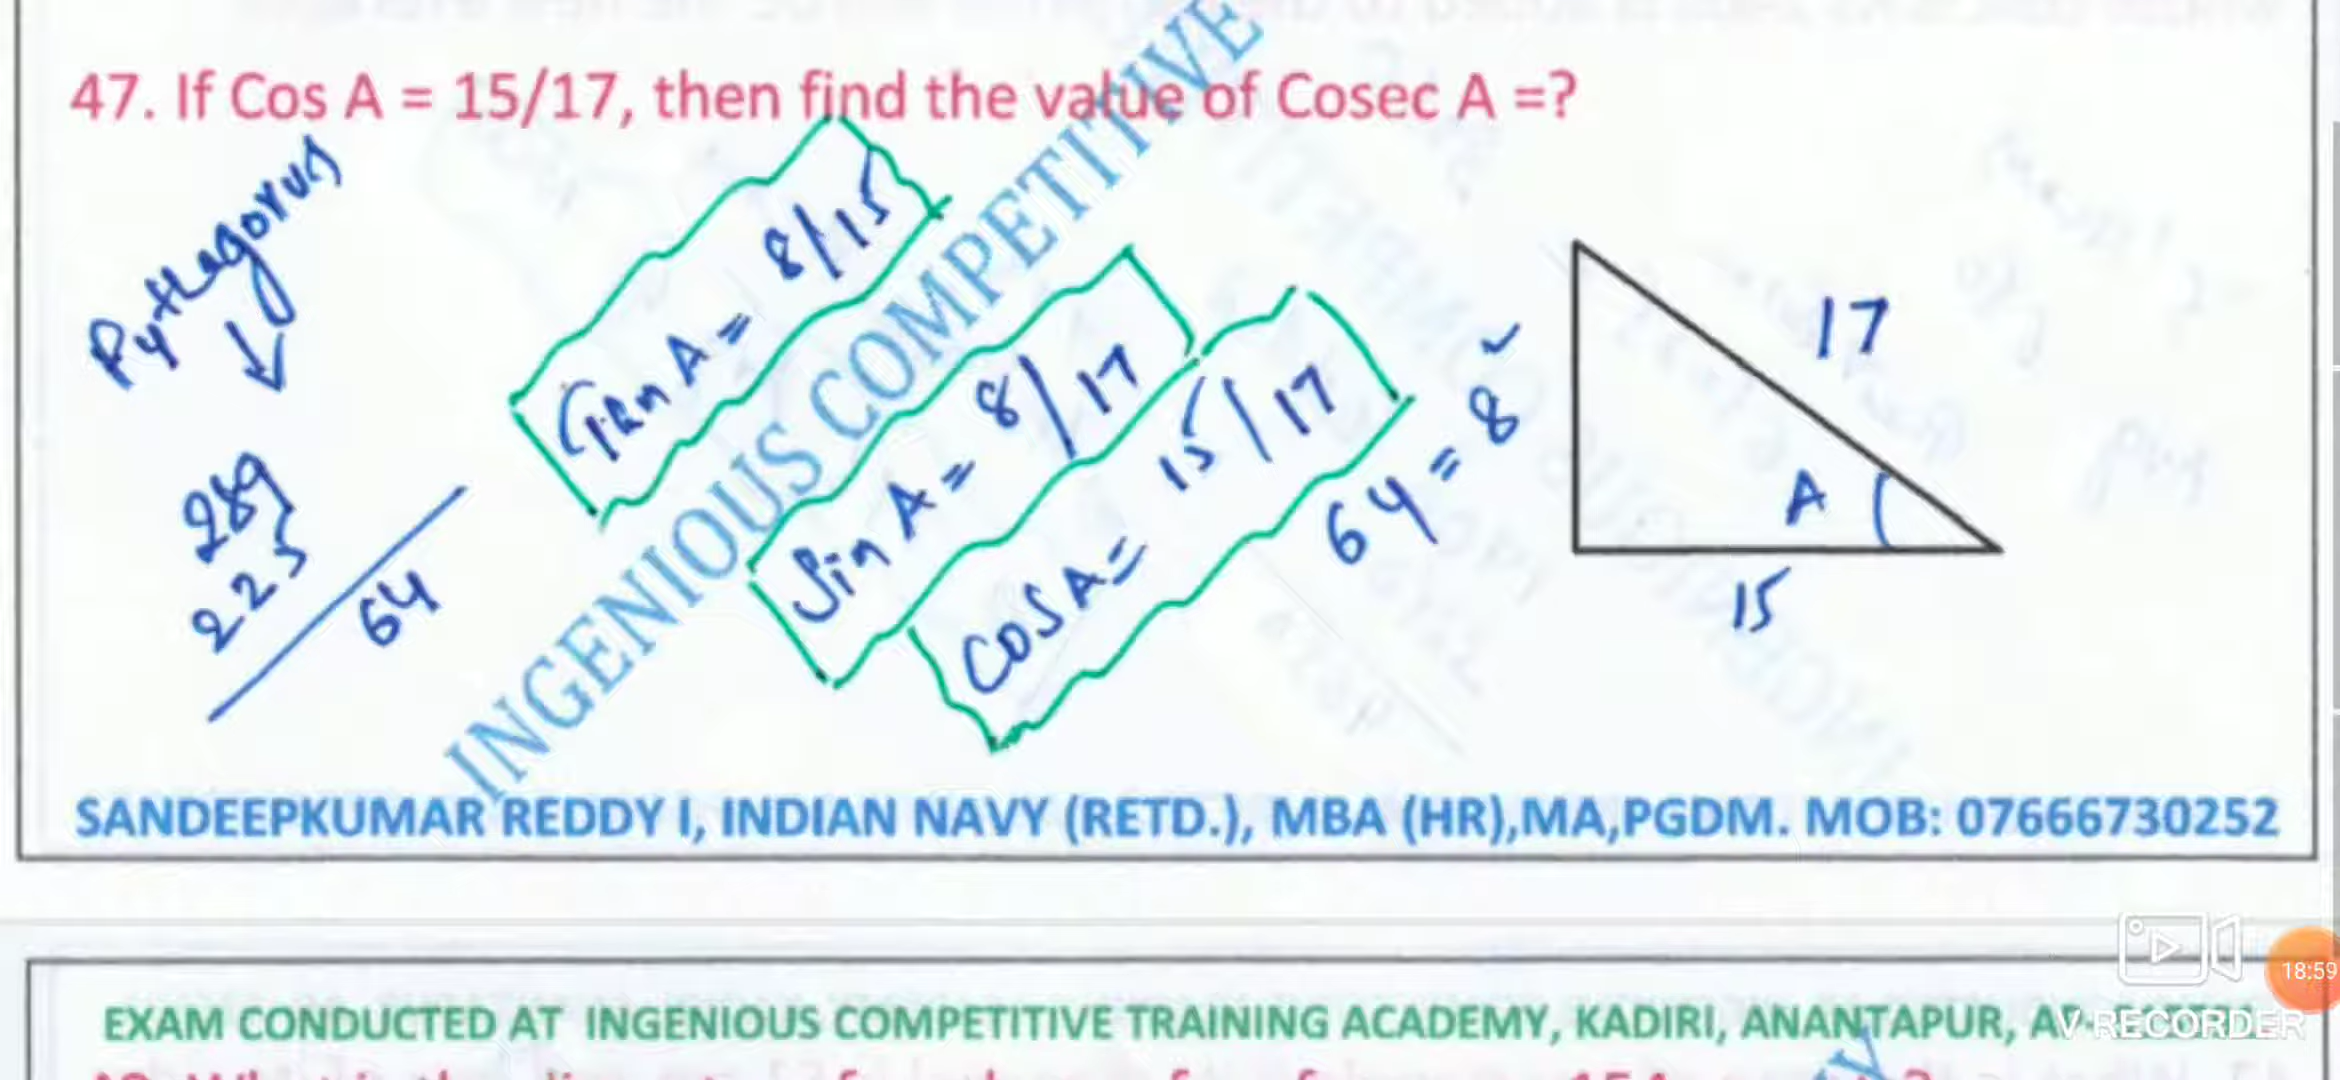 47. If Cos A = 15/17, then find the value of Cosec A =?
Pythagorus
289
225
64
Tan A = 8/15
Sin A = 8/17
COS A = 15/17
64 = 8²
17
A
15
INGENIOUS COMPETITIVE
SANDEEPKUMAR REDDY I, INDIAN NAVY (RETD.), MBA (HR),MA,PGDM. MOB: 07666730252
EXAM CONDUCTED AT INGENIOUS COMPETITIVE TRAINING ACADEMY, KADIRI, ANANTAPUR,
V RECORDER
18:59